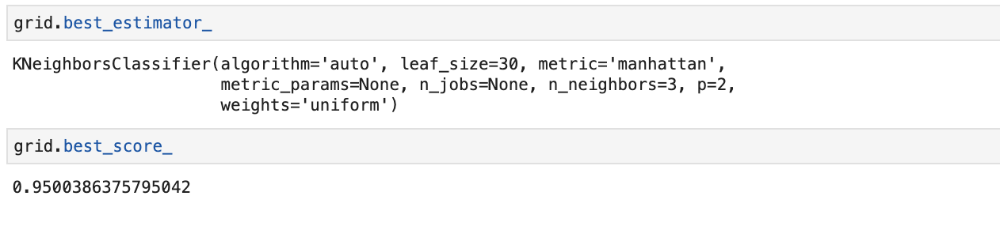 grid.best_estimator_
KNeighborsClassifier(algorithm='auto', leaf_size=30, metric='manhattan',
metric_params=None, n_jobs=None, n_neighbors=3, p=2,
weights='uniform')
grid.best_score_
0.9500386375795042